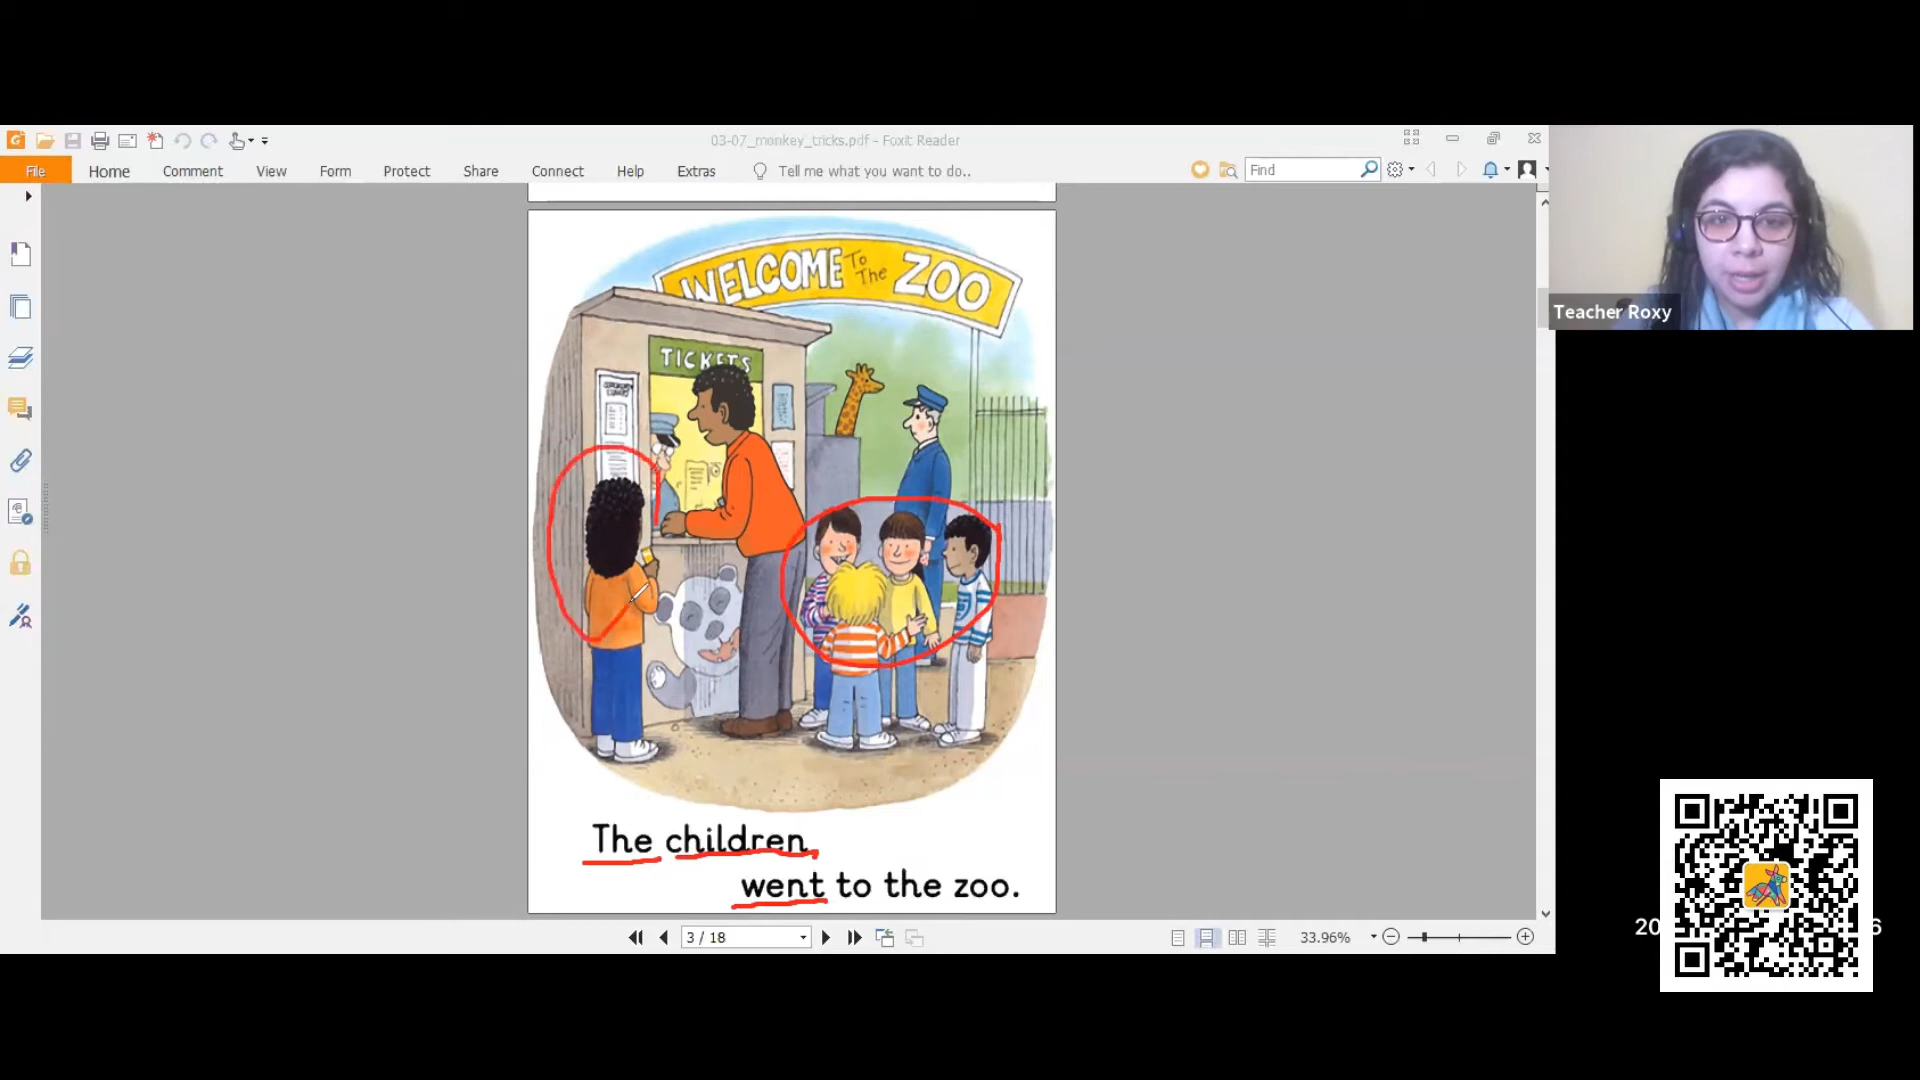 03-07_monkey_tricks.pdf - Foxit Reader
File Home Comment View Form Protect Share Connect Help Extras Tell me what you want to do.. Find
WELCOME To The ZOO
TICKETS
Teacher Roxy
The children
went to the zoo.
3 / 18
33.96%
20
6